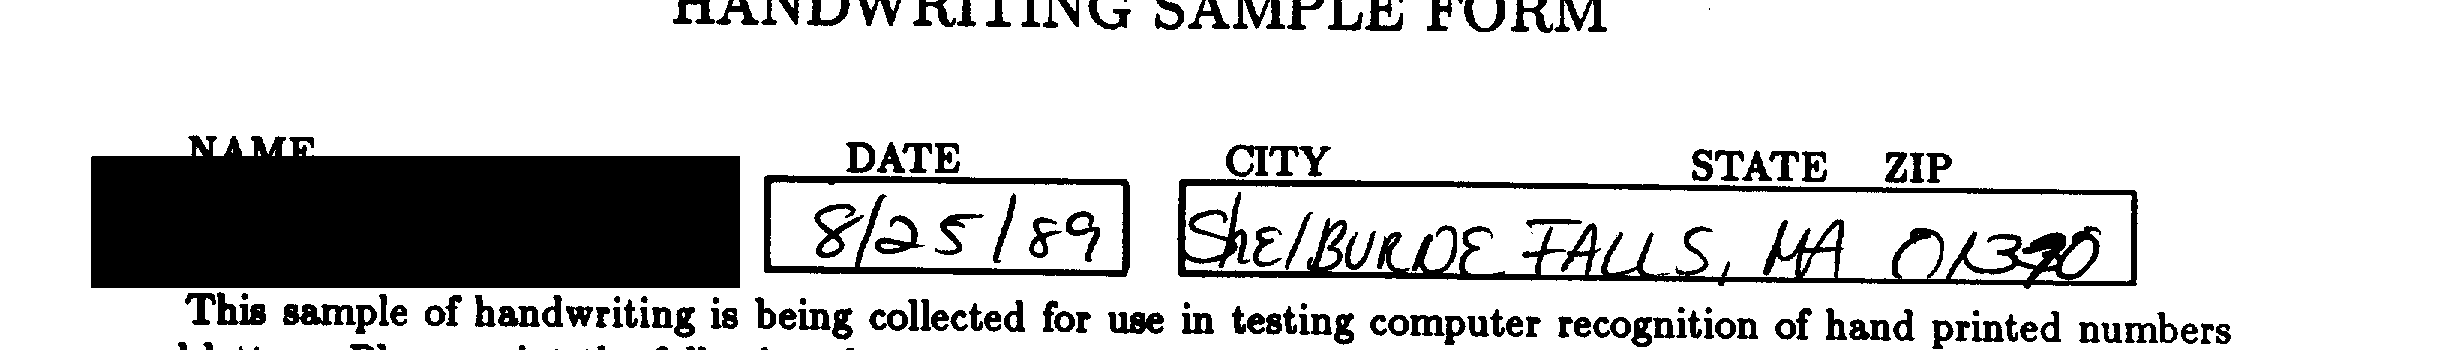 HANDWRITING SAMPLE FORM
NAME
DATE
CITY STATE ZIP
8/25/89
ShElBURNE FALLS, MA 01370
This sample of handwriting is being collected for use in testing computer recognition of hand printed numbers